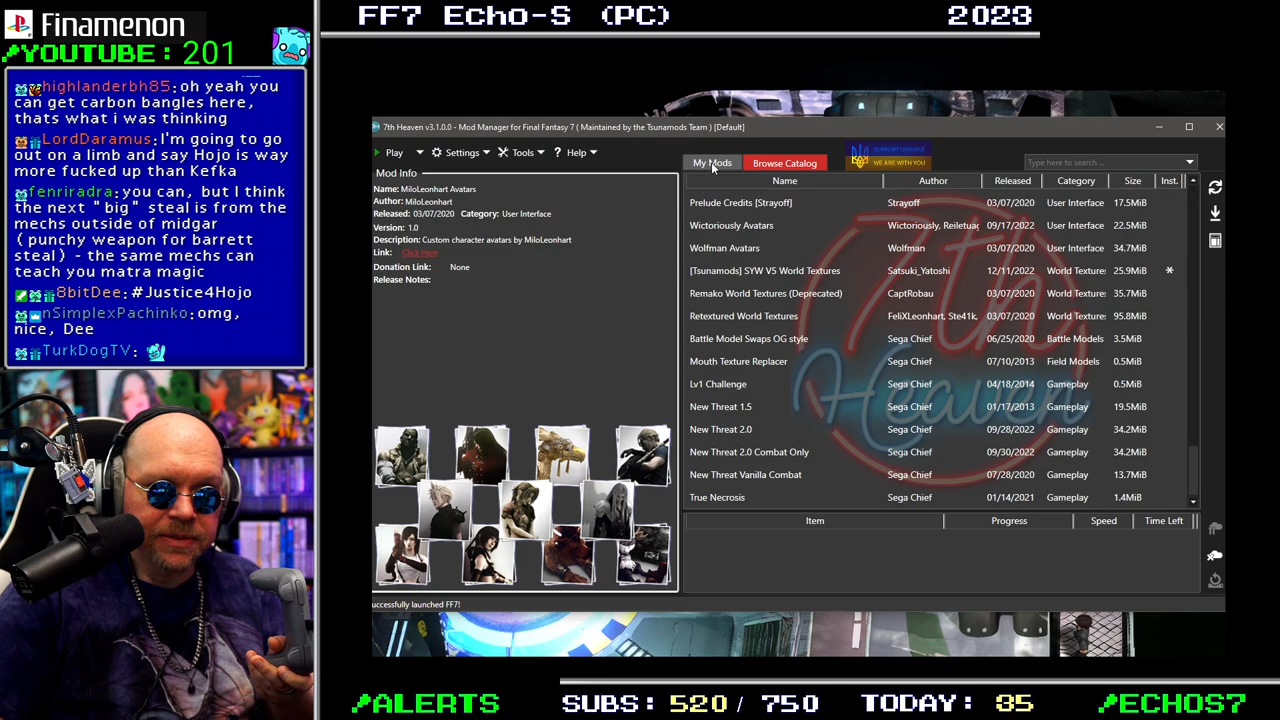 FF7 Echo-S (PC)
2023
Finamenon
/YOUTUBE: 201
highlanderbh85: oh yeah you
can get carbon bangles here,
thats what i was thinking
LordDaramus: I'm going to go
out on a limb and say Hojo is way
more fucked up than Kefka
fenriradra: you can, but I think
the next "big" steal is from the
mechs outside of midgar
(punchy weapon for barrett
steal) - the same mechs can
teach you matra magic
8bitDee: #Justice4Hojo
nSimplexPachinko: omg,
nice, Dee
TurkDogTV:
7th Heaven v3.1.0.0 - Mod Manager for Final Fantasy 7 ( Maintained by the Tsunamods Team ) [Default]
Play Settings Tools ? Help
My Mods Browse Catalog
SUPPORT UKRAINE
WE ARE WITH YOU
Type here to search ...
Mod Info
Name: MiloLeonhart Avatars
Author: MiloLeonhart
Released: 03/07/2020 Category: User Interface
Version: 1.0
Description: Custom character avatars by MiloLeonhart
Link: Click Here
Donation Link: None
Release Notes:
Name Author Released Category Size Inst.
Prelude Credits [Strayoff] Strayoff 03/07/2020 User Interface 17.5MiB
Wictoriously Avatars Wictoriously, Reiletuag 09/17/2022 User Interface 22.5MiB
Wolfman Avatars Wolfman 03/07/2020 User Interface 34.7MiB
[Tsunamods] SYW V5 World Textures Satsuki_Yatoshi 12/11/2022 World Textures 25.9MiB *
Remako World Textures (Deprecated) CaptRobau 03/07/2020 World Textures 35.7MiB
Retextured World Textures FeliXLeonhart, Ste41k, 03/07/2020 World Textures 95.8MiB
Battle Model Swaps OG style Sega Chief 06/25/2020 Battle Models 3.5MiB
Mouth Texture Replacer Sega Chief 07/10/2013 Field Models 0.5MiB
Lv1 Challenge Sega Chief 04/18/2014 Gameplay 0.5MiB
New Threat 1.5 Sega Chief 01/17/2013 Gameplay 19.5MiB
New Threat 2.0 Sega Chief 09/28/2022 Gameplay 34.2MiB
New Threat 2.0 Combat Only Sega Chief 09/30/2022 Gameplay 34.2MiB
New Threat Vanilla Combat Sega Chief 07/28/2020 Gameplay 13.7MiB
True Necrosis Sega Chief 01/14/2021 Gameplay 1.4MiB
7th
Heaven
Item Progress Speed Time Left
uccessfully launched FF7!
/ALERTS SUBS: 520/ 750 TODAY: 35 /ECHOS7